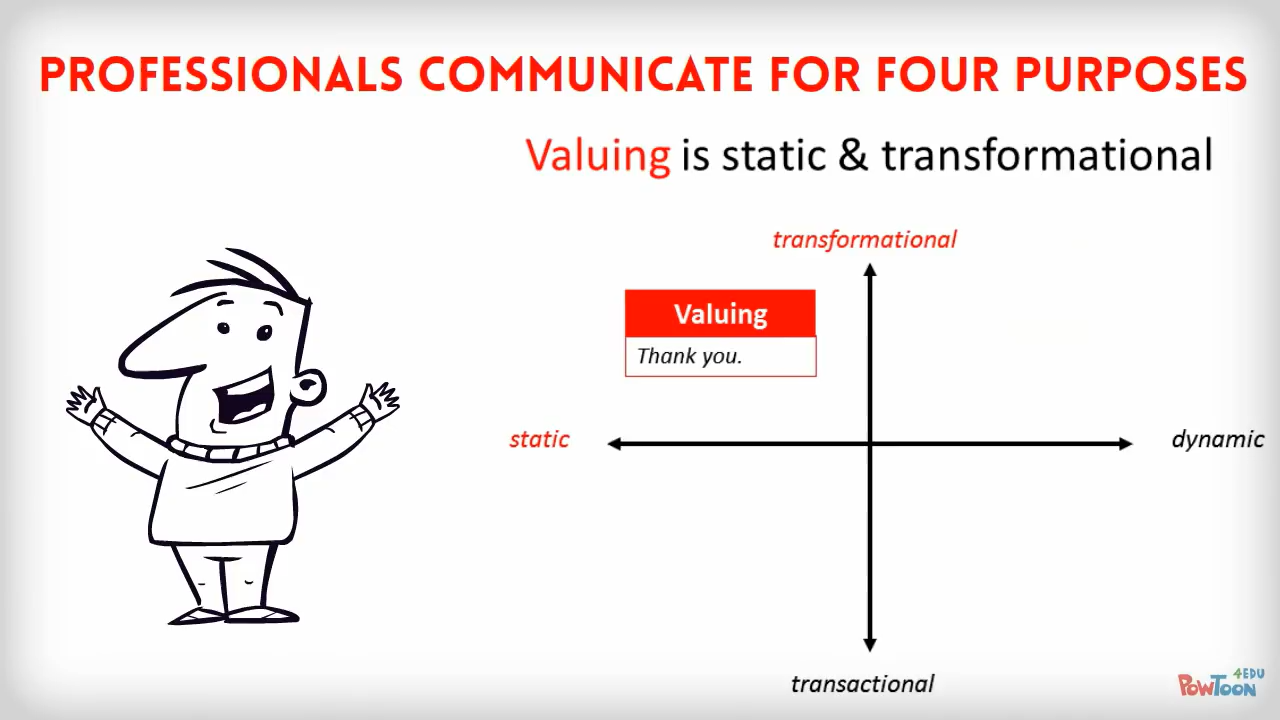 PROFESSIONALS COMMUNICATE FOR FOUR PURPOSES
Valuing is static & transformational
transformational
Valuing
Thank you.
static
dynamic
transactional
4EDU
POWTOON